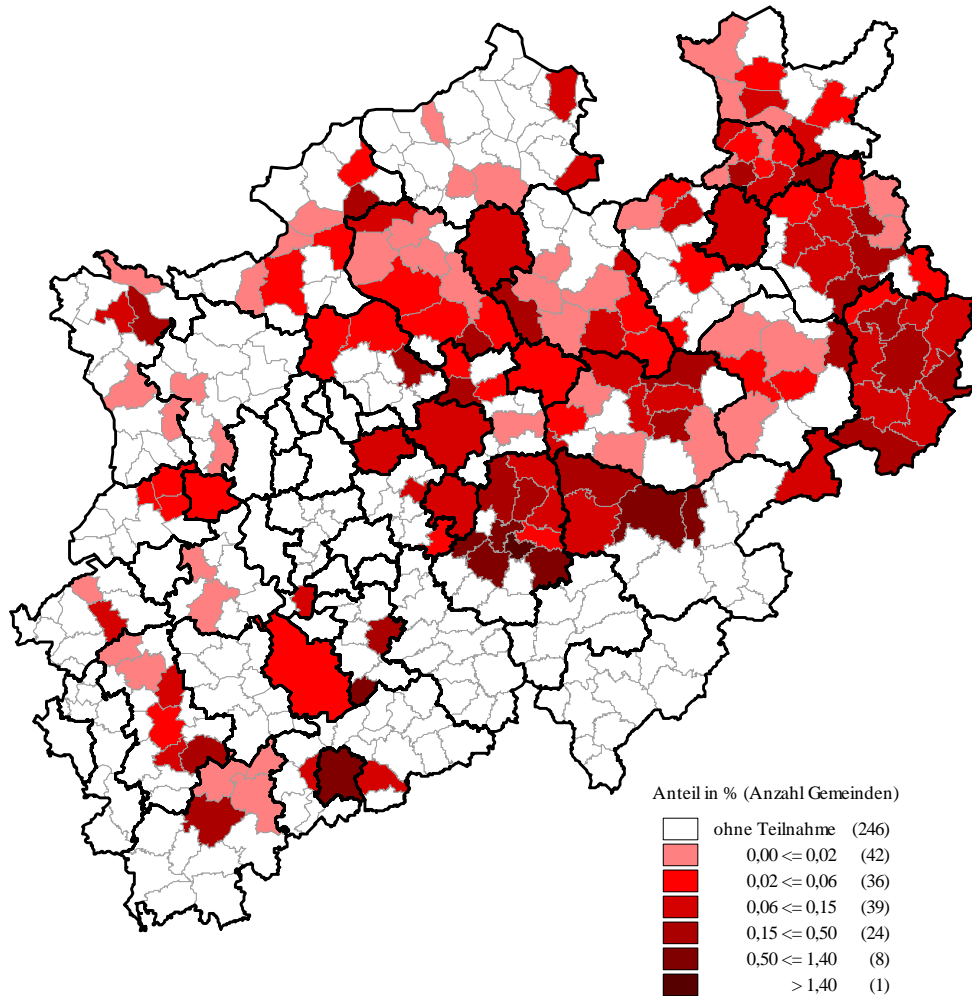 Anteil in % (Anzahl Gemeinden)
ohne Teilnahme (246)
0,00 <= 0,02 (42)
0,02 <= 0,06 (36)
0,06 <= 0,15 (39)
0,15 <= 0,50 (24)
0,50 <= 1,40 (8)
> 1,40 (1)